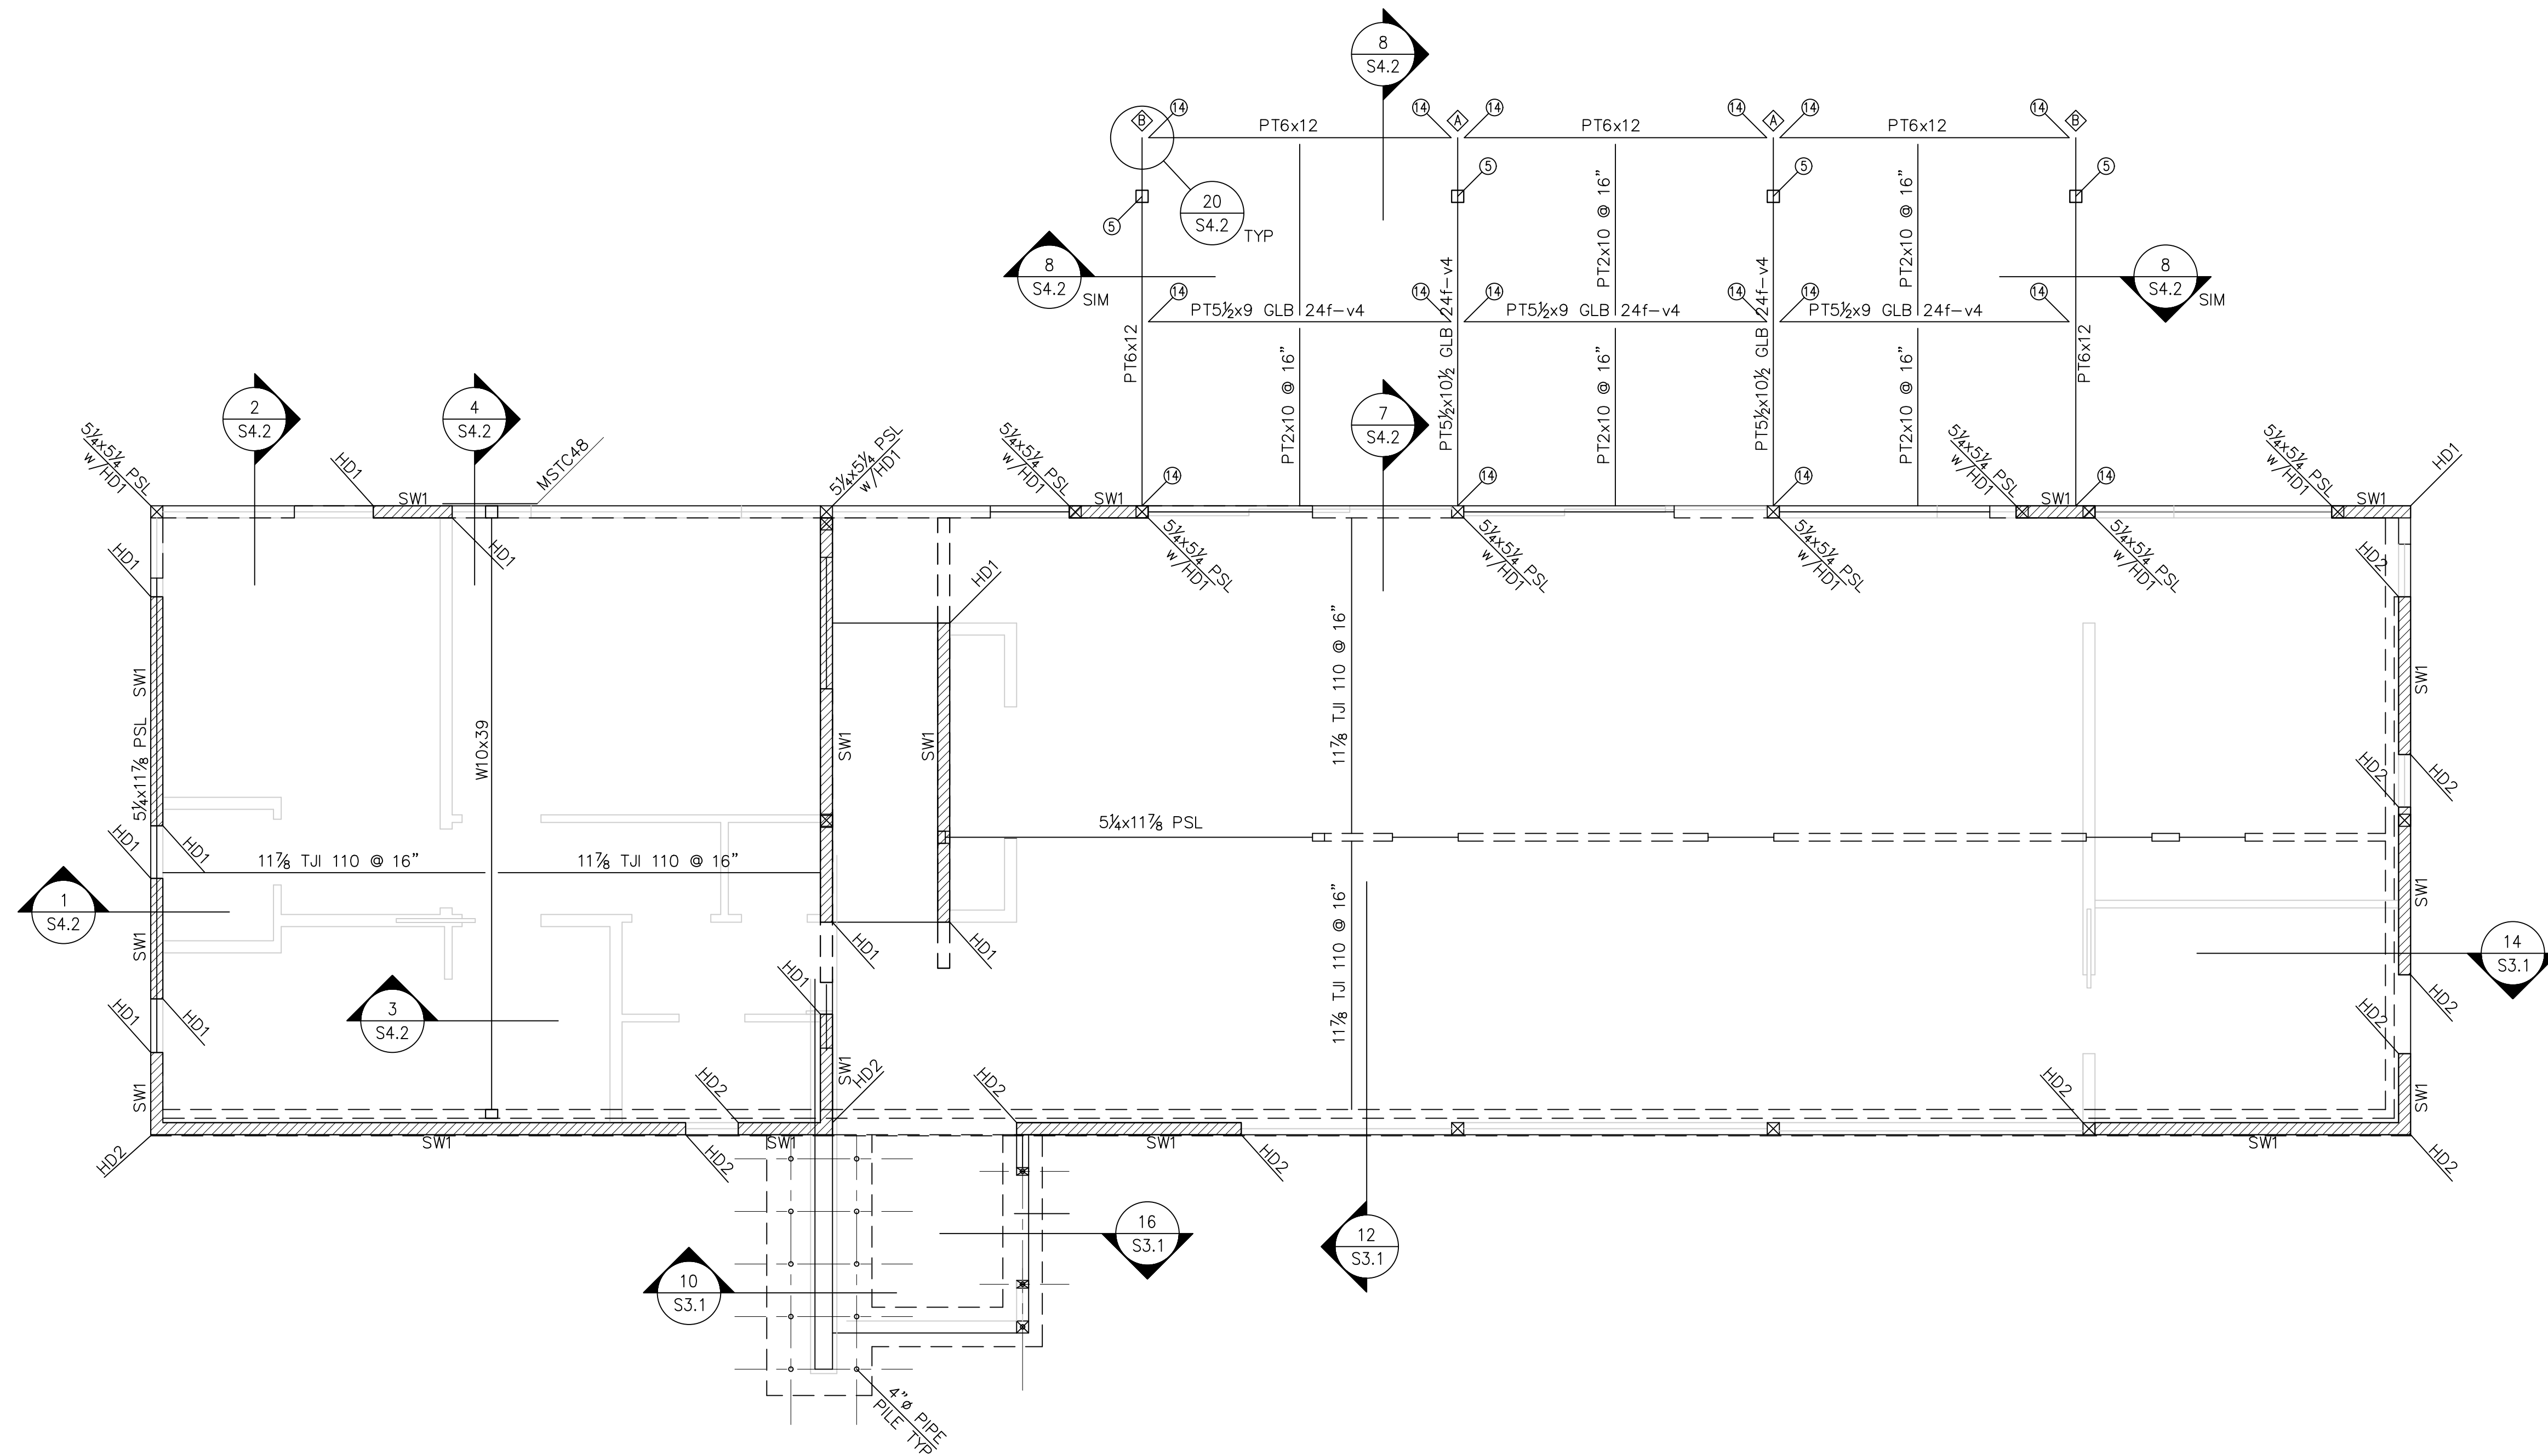 8
S4.2
14
14
14
14
14
14
B
A
A
B
PT6x12
PT6x12
PT6x12
5
5
5
5
20
S4.2
TYP
PT2x10 @ 16"
PT2x10 @ 16"
8
S4.2
SIM
8
S4.2
SIM
14
14
14
14
14
14
PT5½x9 GLB 24f-v4
PT5½x9 GLB 24f-v4
PT5½x9 GLB 24f-v4
PT6x12
PT2x10 @ 16"
PT5½x10½ GLB 24f-v4
PT2x10 @ 16"
PT5½x10½ GLB 24f-v4
PT2x10 @ 16"
PT6x12
2
S4.2
4
S4.2
7
S4.2
5¼x5¼ PSL
w/HD1
HD1
SW1
MSTC48
5¼x5¼ PSL
w/HD1
5¼x5¼ PSL
w/HD1
SW1
14
14
14
5¼x5¼ PSL
w/HD1
SW1
14
5¼x5¼ PSL
w/HD1
SW1
HD1
HD1
HD1
HD1
5¼x5¼ PSL
w/HD1
5¼x5¼ PSL
w/HD1
5¼x5¼ PSL
w/HD1
5¼x5¼ PSL
w/HD1
HD2
5¼x11⅞ PSL
SW1
W10x39
SW1
SW1
11⅞ TJI 110 @ 16"
SW1
HD2
HD2
5¼x11⅞ PSL
HD1
HD1
11⅞ TJI 110 @ 16"
11⅞ TJI 110 @ 16"
1
S4.2
SW1
11⅞ TJI 110 @ 16"
SW1
HD1
HD1
14
S3.1
HD1
3
S4.2
HD1
HD1
HD2
HD2
SW1
HD2
SW1
HD2
HD2
HD2
SW1
HD2
SW1
HD2
SW1
SW1
HD2
SW1
HD2
10
S3.1
16
S3.1
12
S3.1
4"ø PIPE
PILE TYP